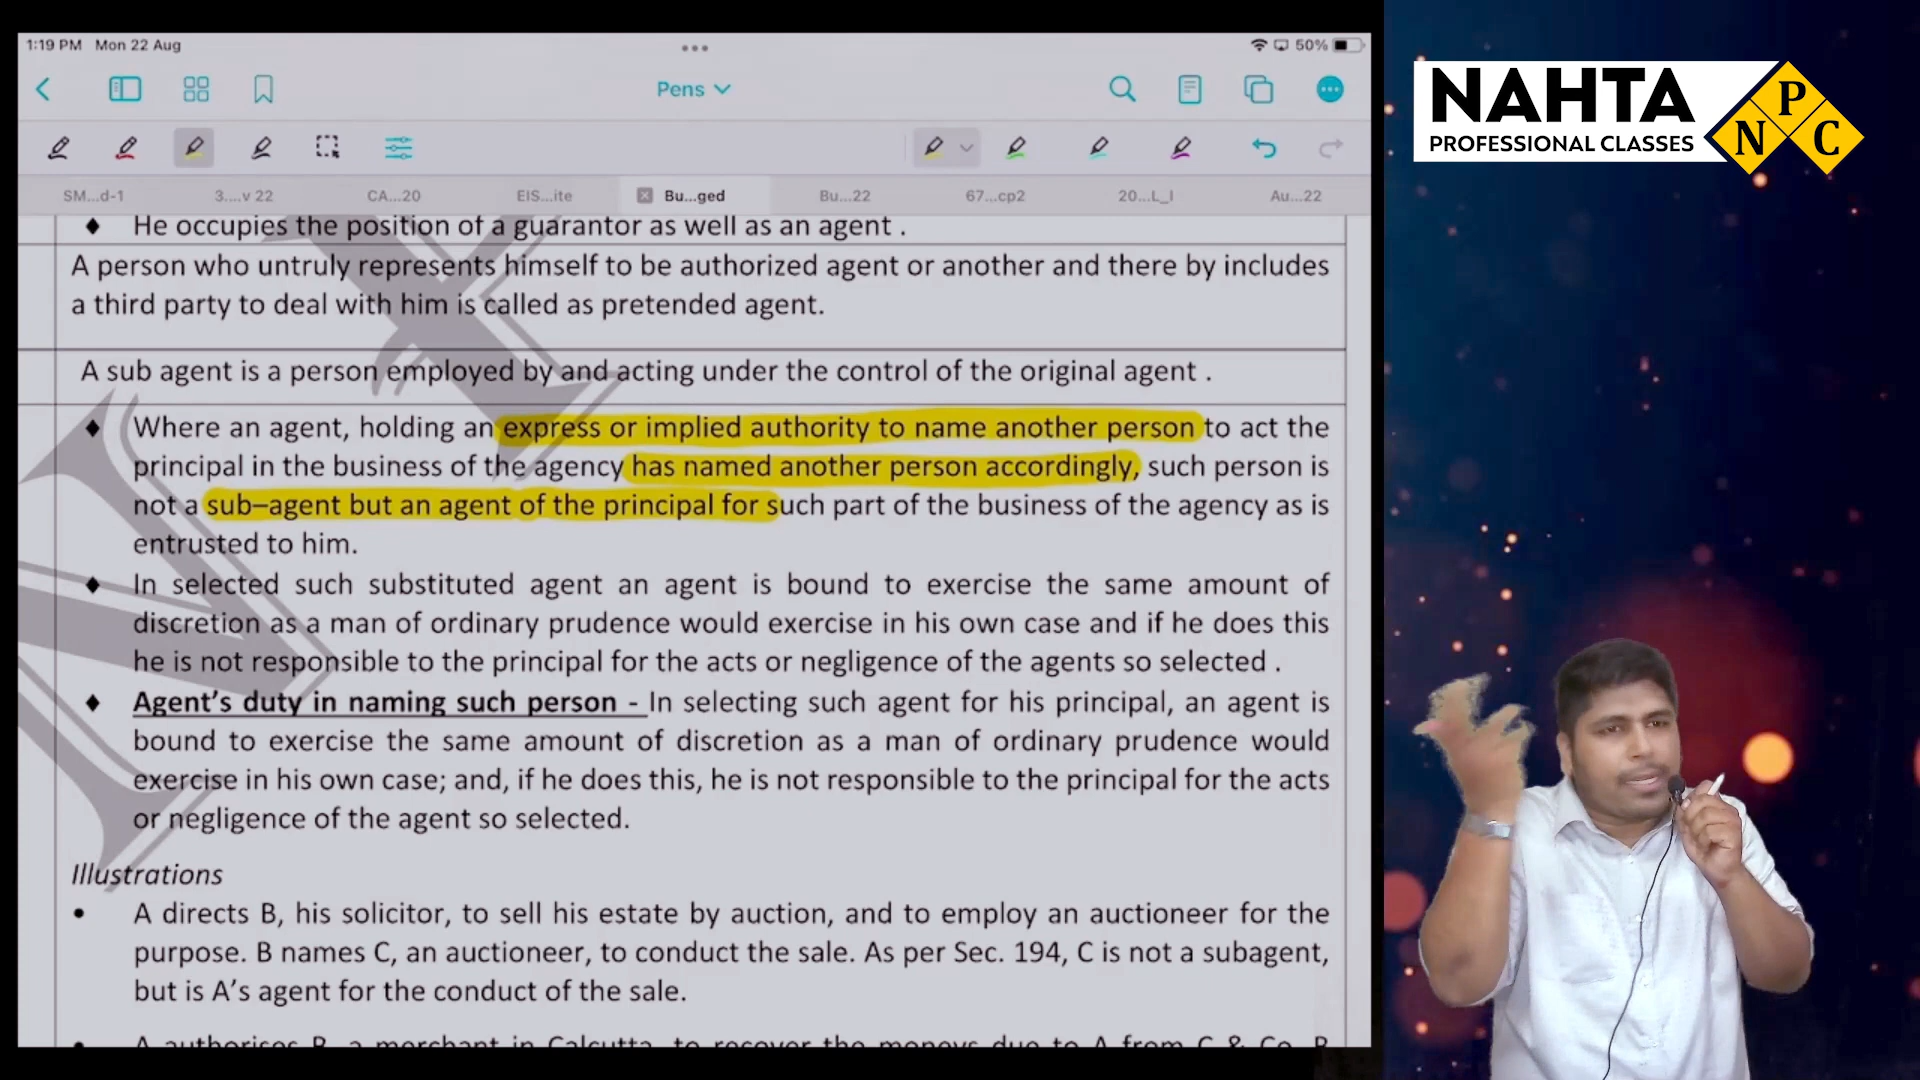 1:19 PM Mon 22 Aug
50%
Pens
SM...d-1
3....v 22
CA...20
EIS...ite
Bu...ged
Bu...22
67...cp2
20...L_I
Au...22
He occupies the position of a guarantor as well as an agent .
A person who untruly represents himself to be authorized agent or another and there by includes
a third party to deal with him is called as pretended agent.
A sub agent is a person employed by and acting under the control of the original agent .
Where an agent, holding an express or implied authority to name another person to act the
principal in the business of the agency has named another person accordingly, such person is
not a sub–agent but an agent of the principal for such part of the business of the agency as is
entrusted to him.
In selected such substituted agent an agent is bound to exercise the same amount of
discretion as a man of ordinary prudence would exercise in his own case and if he does this
he is not responsible to the principal for the acts or negligence of the agents so selected .
Agent's duty in naming such person - In selecting such agent for his principal, an agent is
bound to exercise the same amount of discretion as a man of ordinary prudence would
exercise in his own case; and, if he does this, he is not responsible to the principal for the acts
or negligence of the agent so selected.
Illustrations
A directs B, his solicitor, to sell his estate by auction, and to employ an auctioneer for the
purpose. B names C, an auctioneer, to conduct the sale. As per Sec. 194, C is not a subagent,
but is A's agent for the conduct of the sale.
A authorises B, a merchant in Calcutta, to recover the moneys due to A from C & Co. B
NAHTA
PROFESSIONAL CLASSES
N P C